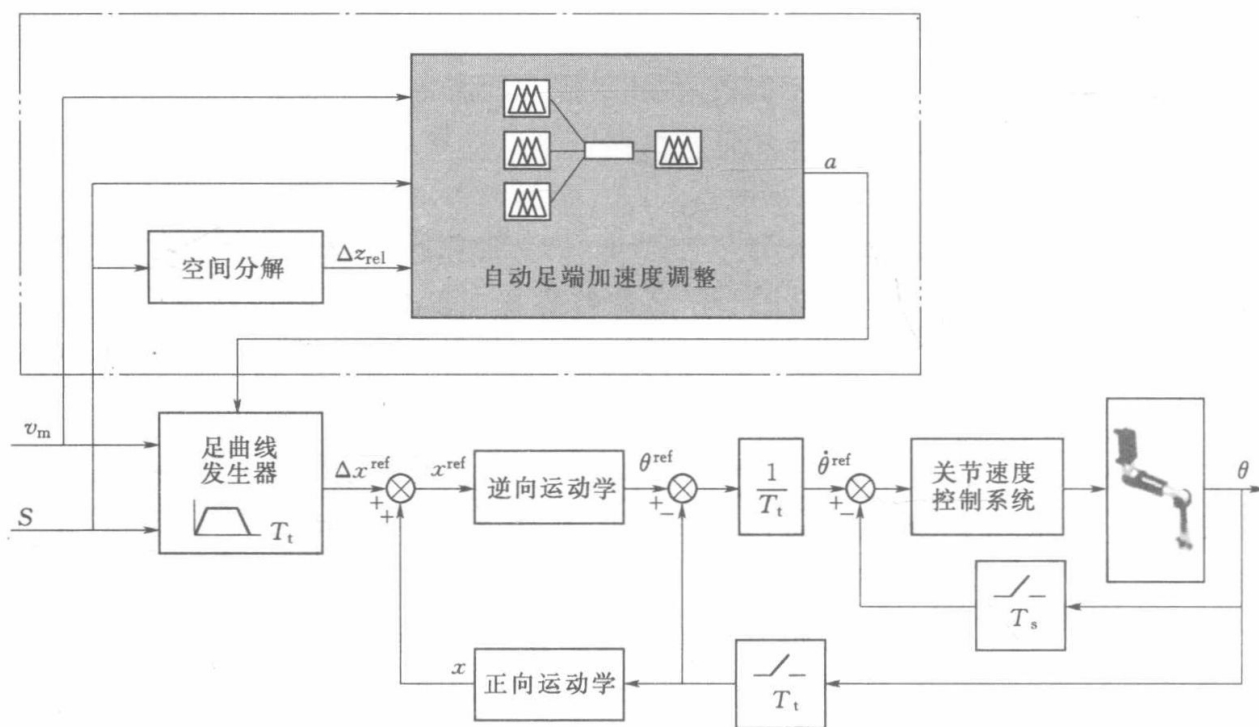 a
空间分解
Δz_rel
自动足端加速度调整
v_m
足曲线
发生器
T_t
S
Δx^ref
+
+
x^ref
逆向运动学
θ^ref
+
−
1
T_t
θ̇^ref
+
−
关节速度
控制系统
θ
T_s
x
正向运动学
T_t